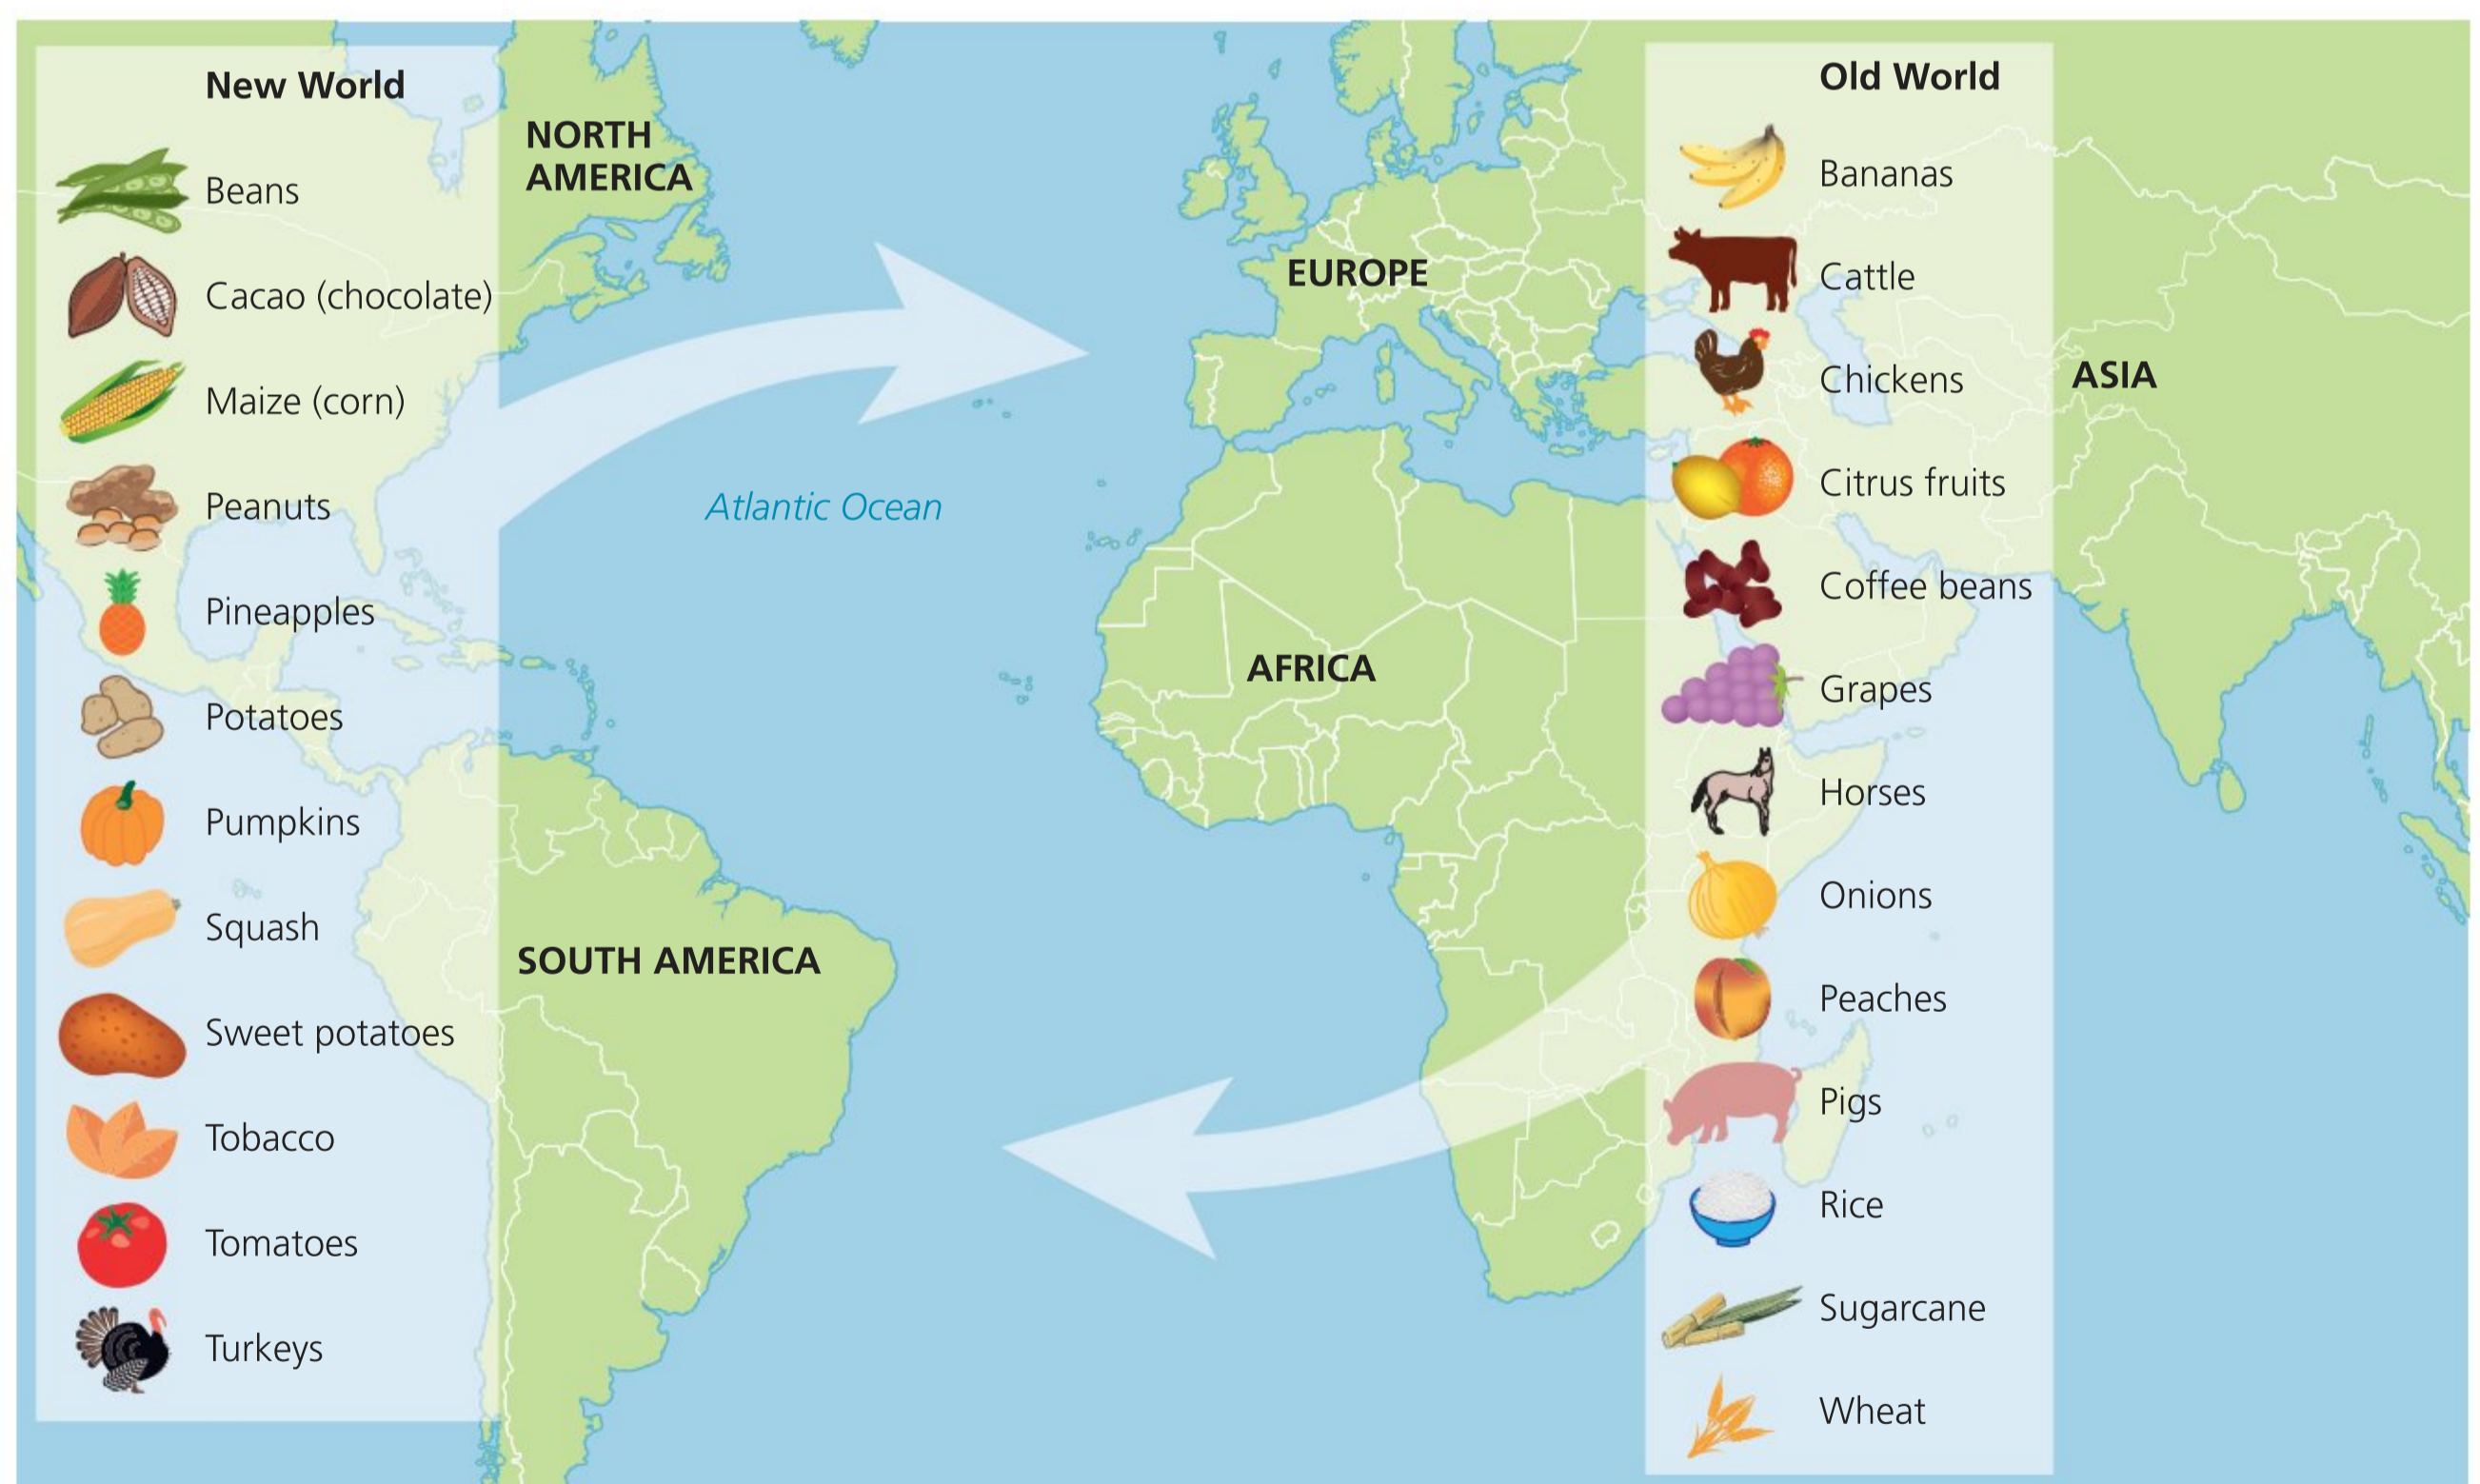 New World
Beans
Cacao (chocolate)
Maize (corn)
Peanuts
Pineapples
Potatoes
Pumpkins
Squash
Sweet potatoes
Tobacco
Tomatoes
Turkeys
NORTH
AMERICA
Atlantic Ocean
SOUTH AMERICA
EUROPE
AFRICA
Old World
Bananas
Cattle
Chickens
Citrus fruits
Coffee beans
Grapes
Horses
Onions
Peaches
Pigs
Rice
Sugarcane
Wheat
ASIA